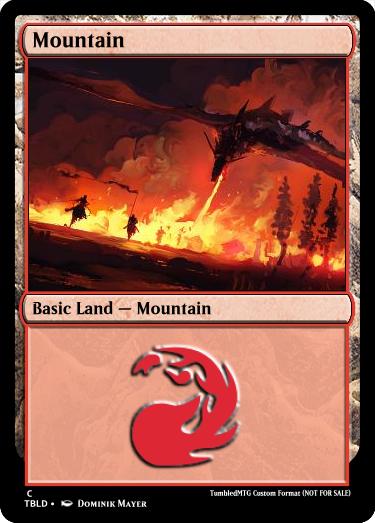 Mountain
Basic Land — Mountain
C
TBLD • Dominik Mayer
TumbledMTG Custom Format (NOT FOR SALE)